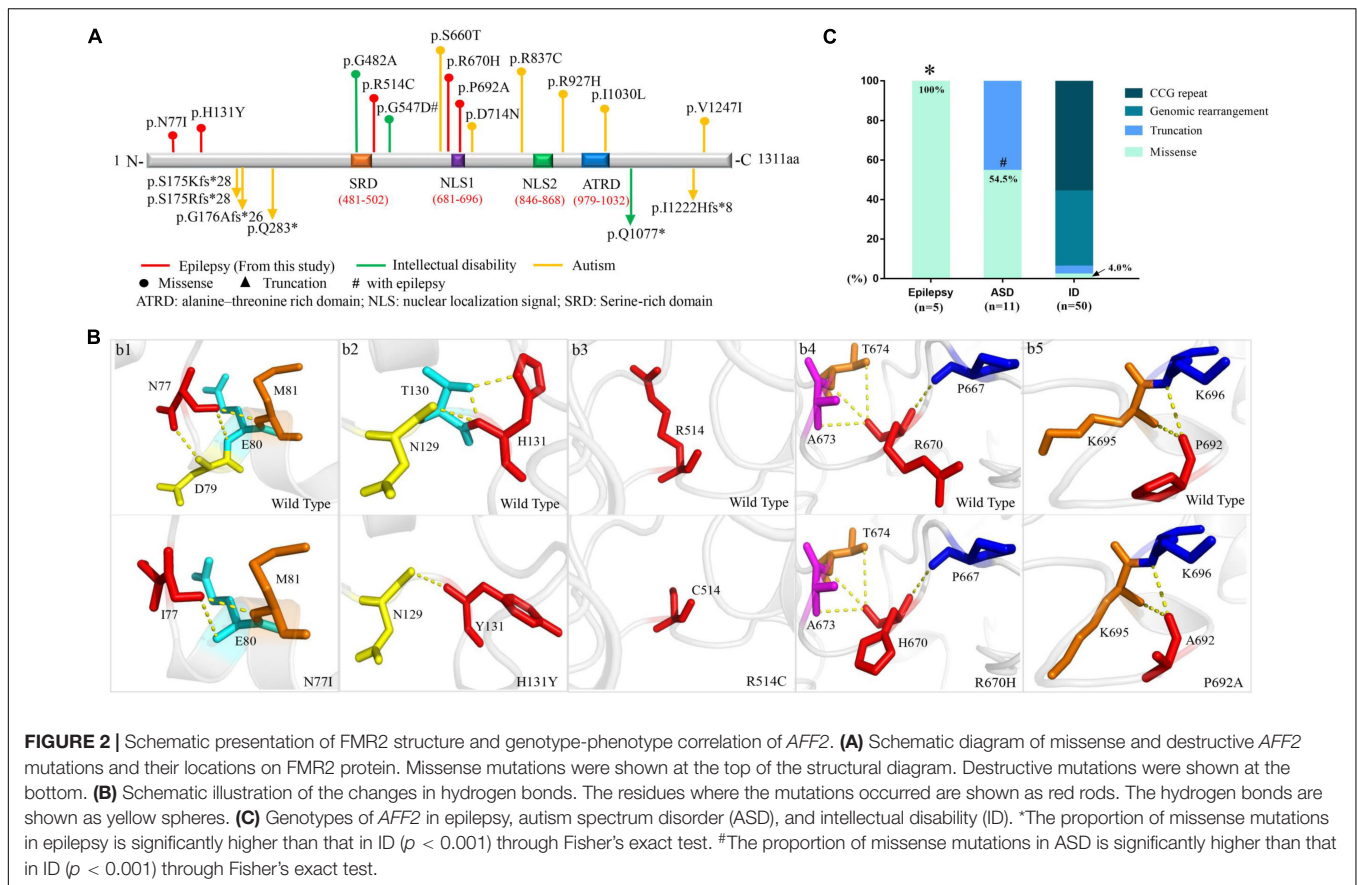 A
p.N77I
p.H131Y
p.G482A
p.R514C
p.G547D#
p.S660T
p.R670H
p.P692A
p.D714N
p.R837C
p.R927H
p.I1030L
p.V1247I
1 N-
-C 1311aa
p.S175Kfs*28
p.S175Rfs*28
p.G176Afs*26
p.Q283*
SRD
(481-502)
NLS1
(681-696)
NLS2
(846-868)
ATRD
(979-1032)
p.Q1077*
p.I1222Hfs*8
Epilepsy (From this study) Intellectual disability Autism
Missense Truncation # with epilepsy
ATRD: alanine–threonine rich domain; NLS: nuclear localization signal; SRD: Serine-rich domain
C
*
100
80
60
40
20
0
(%)
100%
#
54.5%
4.0%
Epilepsy
(n=5)
ASD
(n=11)
ID
(n=50)
CCG repeat
Genomic rearrangement
Truncation
Missense
B
b1
N77
M81
E80
D79
Wild Type
b2
T130
N129
H131
Wild Type
b3
R514
Wild Type
b4
T674
P667
A673
R670
Wild Type
b5
K696
K695
P692
Wild Type
M81
I77
E80
N77I
N129
Y131
H131Y
C514
R514C
T674
P667
A673
H670
R670H
K696
K695
A692
P692A
FIGURE 2 | Schematic presentation of FMR2 structure and genotype-phenotype correlation of AFF2. (A) Schematic diagram of missense and destructive AFF2
mutations and their locations on FMR2 protein. Missense mutations were shown at the top of the structural diagram. Destructive mutations were shown at the
bottom. (B) Schematic illustration of the changes in hydrogen bonds. The residues where the mutations occurred are shown as red rods. The hydrogen bonds are
shown as yellow spheres. (C) Genotypes of AFF2 in epilepsy, autism spectrum disorder (ASD), and intellectual disability (ID). *The proportion of missense mutations
in epilepsy is significantly higher than that in ID (p < 0.001) through Fisher's exact test. #The proportion of missense mutations in ASD is significantly higher than that
in ID (p < 0.001) through Fisher's exact test.